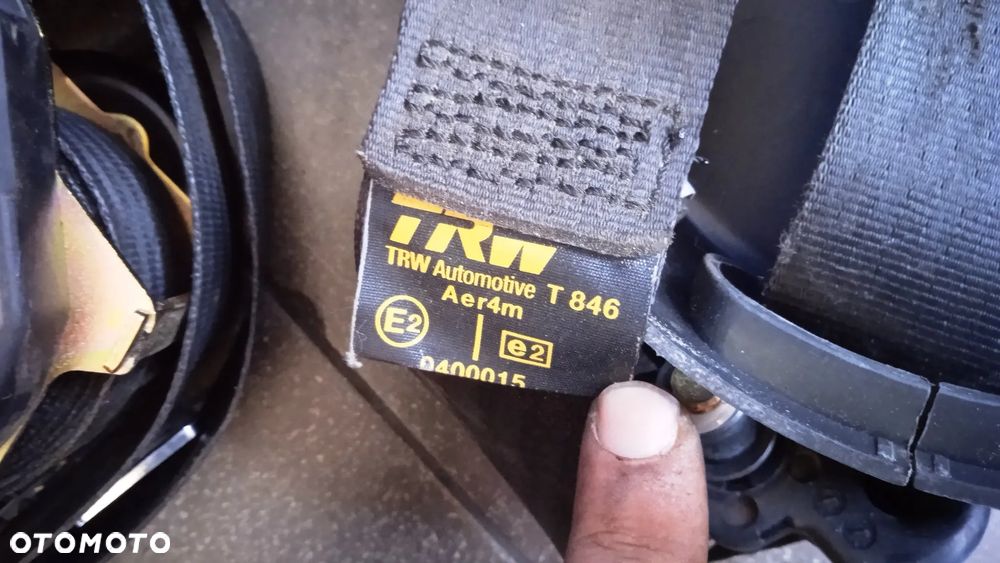 TRW
TRW Automotive T 846
Aer4m
E2
e2
0400015
OTOMOTO